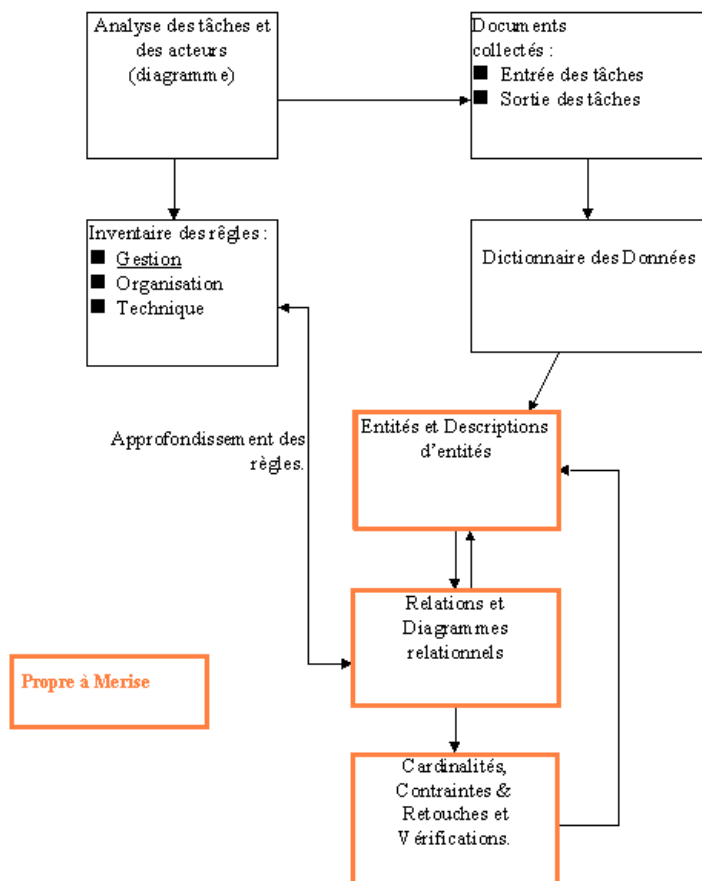 Analyse des tâches et
des acteurs
(diagramme)
Documents
collectés :
■ Entrée des tâches
■ Sortie des tâches
Inventaire des rêgles :
■ Gestion
■ Organisation
■ Technique
Dictionnaire des Données
Entités et Descriptions
d'entités
Approfondissement des
règles.
Relations et
Diagrammes
relationnels
Propre à Merise
Cardinalités,
Contraintes &
Retouches et
Vérifications.